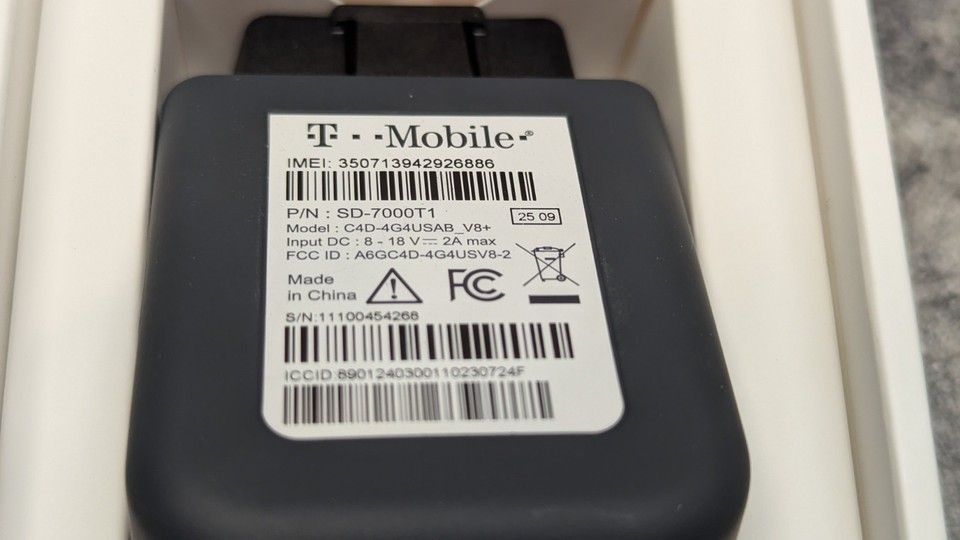 T··Mobile·®
IMEI: 350713942926886
P/N : SD-7000T1
25 09
Model : C4D-4G4USAB_V8+
Input DC : 8 - 18 V⎓ 2A max
FCC ID : A6GC4D-4G4USV8-2
Made
in China
FC
S/N:11100454268
ICCID:8901240300110230724F